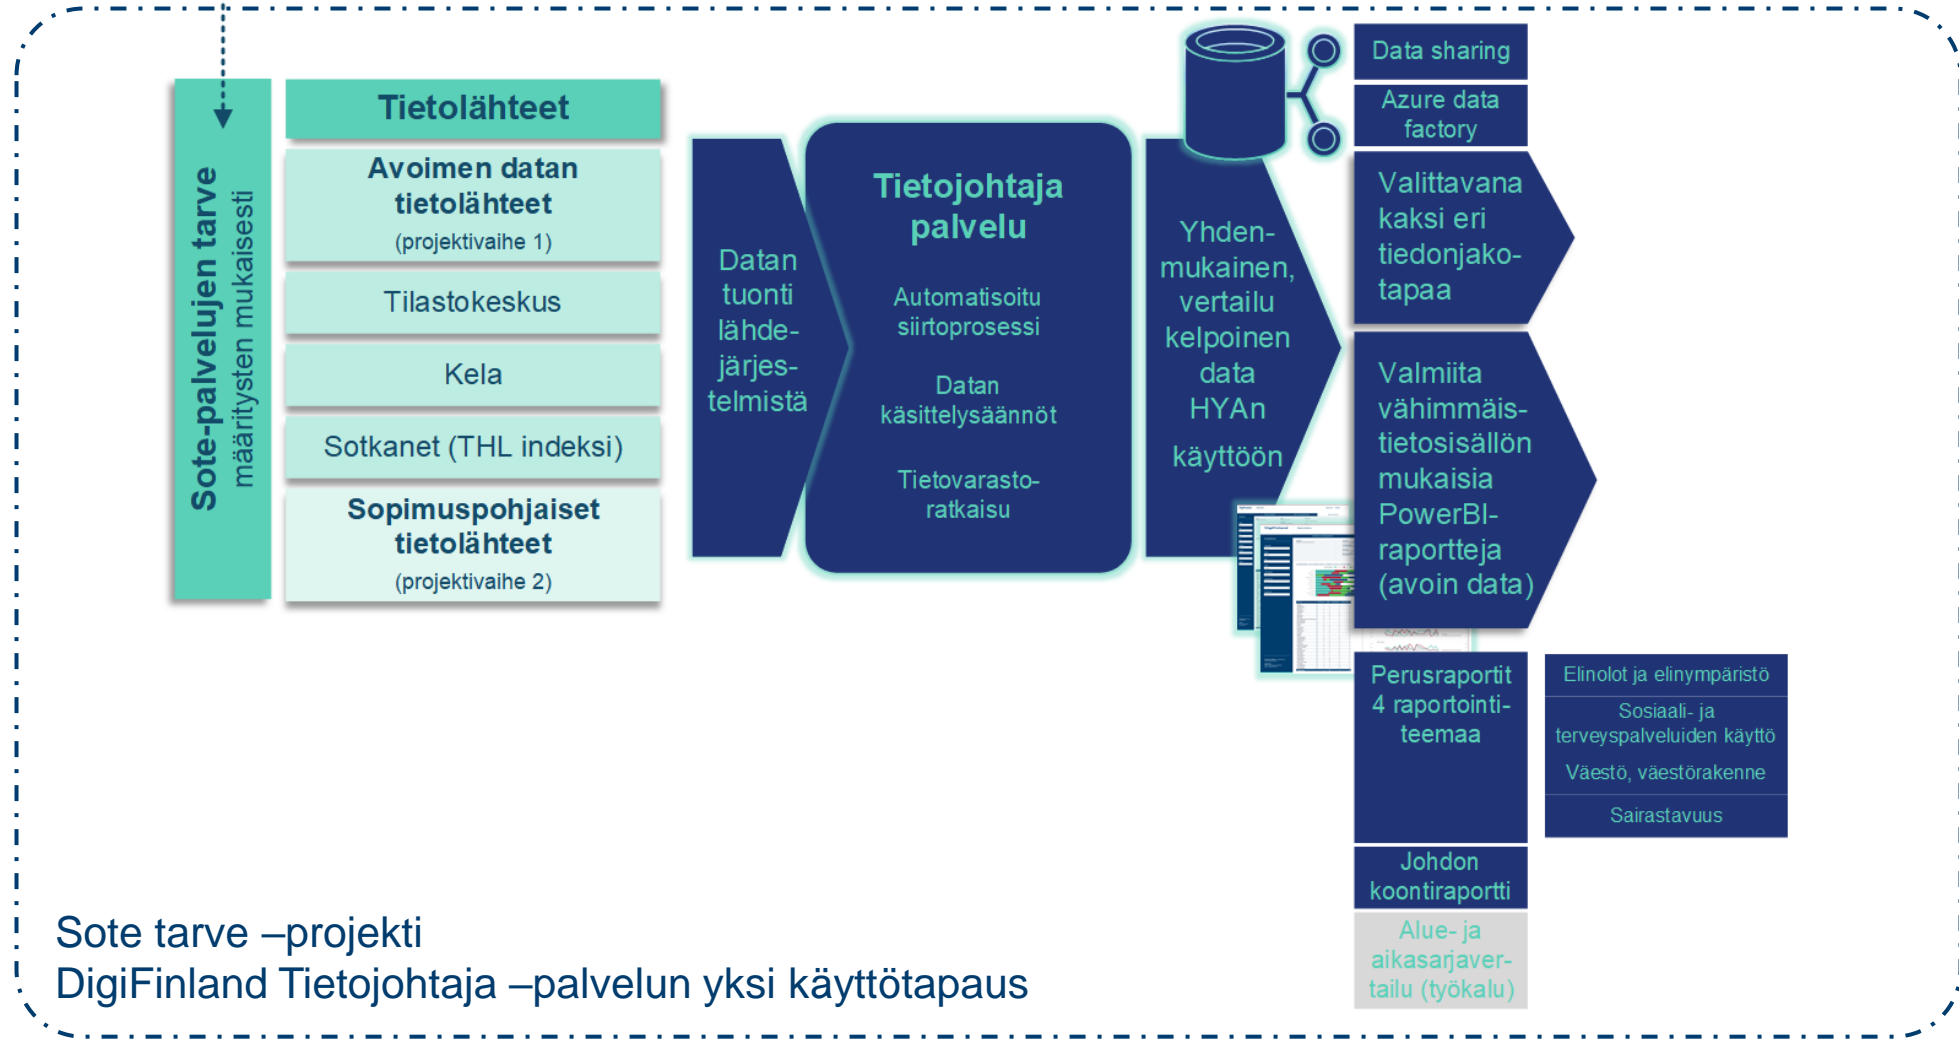 Sote-palvelujen tarve
määritysten mukaisesti
Tietolähteet
Avoimen datan
tietolähteet
(projektivaihe 1)
Tilastokeskus
Kela
Sotkanet (THL indeksi)
Sopimuspohjaiset
tietolähteet
(projektivaihe 2)
Datan
tuonti
lähde-
järjes-
telmistä
Tietojohtaja
palvelu
Automatisoitu
siirtoprosessi
Datan
käsittelysäännöt
Tietovarasto-
ratkaisu
Yhden-
mukainen,
vertailu
kelpoinen
data
HYAn
käyttöön
Data sharing
Azure data
factory
Valittavana
kaksi eri
tiedonjako-
tapaa
Valmiita
vähimmäis-
tietosisällön
mukaisia
PowerBI-
raportteja
(avoin data)
Perusraportit
4 raportointi-
teemaa
Elinolot ja elinympäristö
Sosiaali- ja
terveyspalveluiden käyttö
Väestö, väestörakenne
Sairastavuus
Johdon
koontiraportti
Alue- ja
aikasarjaver-
tailu (työkalu)
Sote tarve –projekti
DigiFinland Tietojohtaja –palvelun yksi käyttötapaus